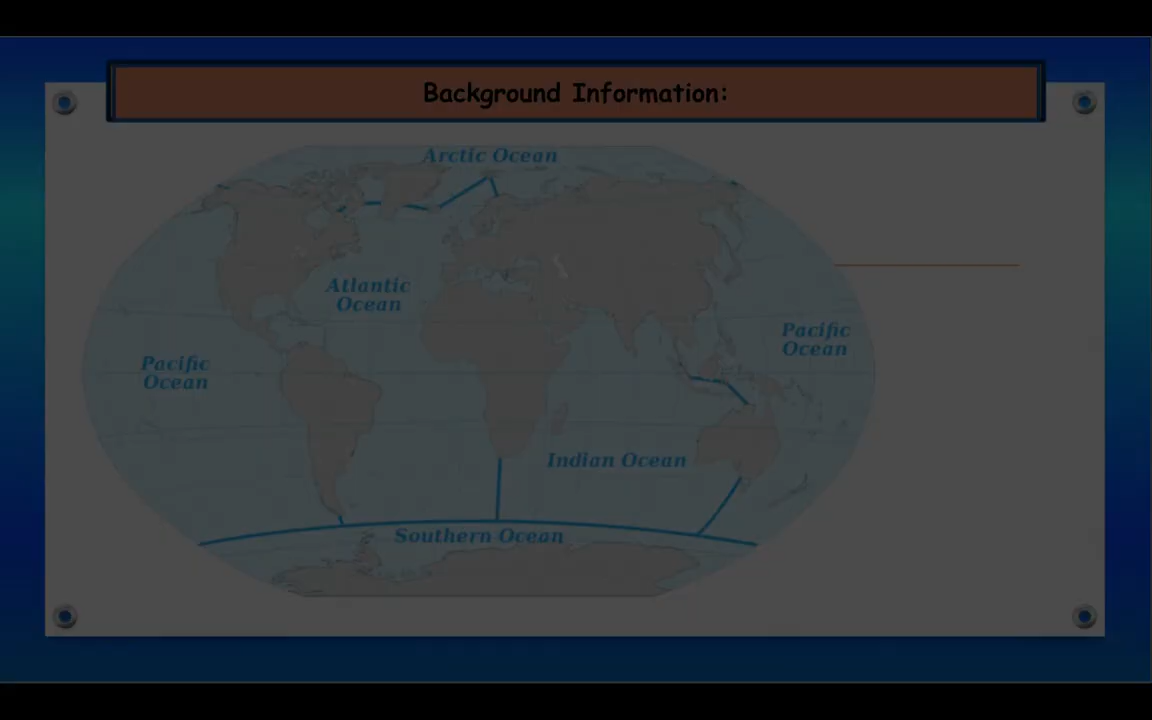 Background Information:
Arctic Ocean
Atlantic
Ocean
Pacific
Ocean
Pacific
Ocean
Indian Ocean
Southern Ocean